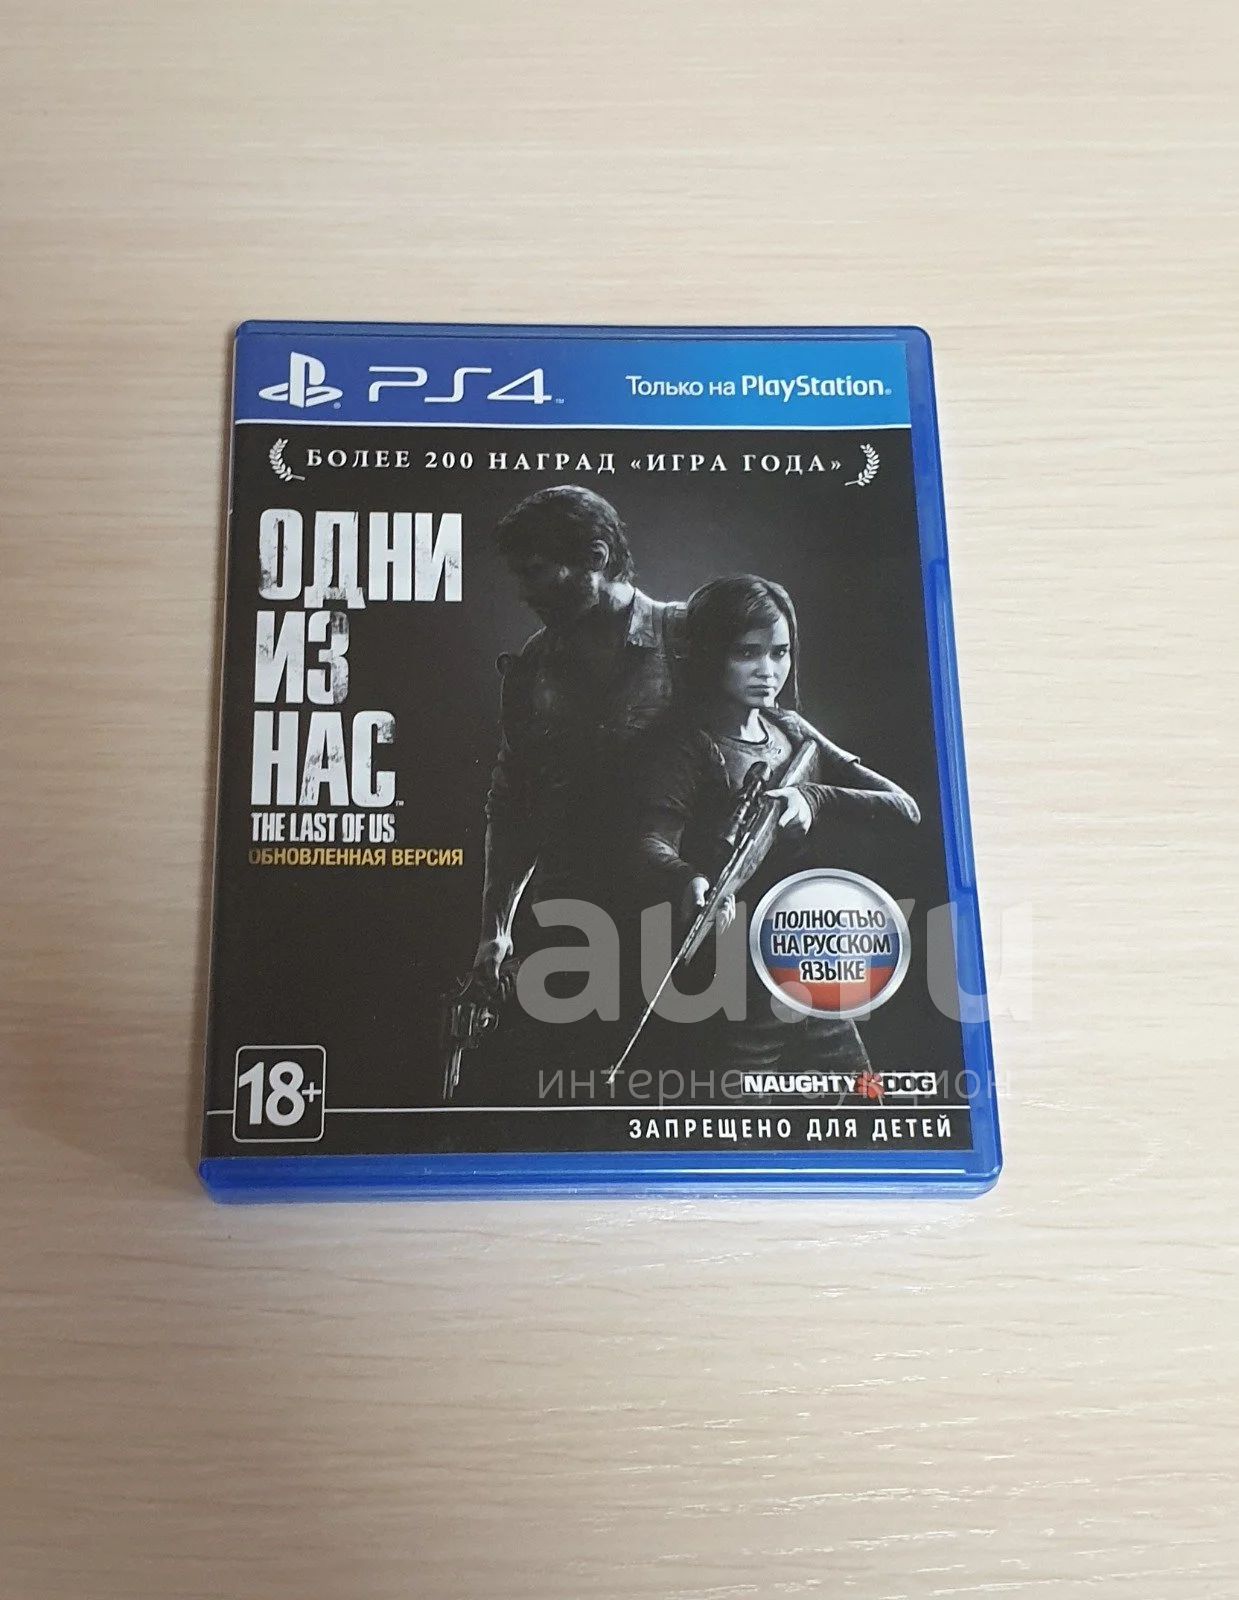 PS4 Только на PlayStation
БОЛЕЕ 200 НАГРАД «ИГРА ГОДА»
ОДНИ
ИЗ
НАС
THE LAST OF US
ОБНОВЛЕННАЯ ВЕРСИЯ
au.ru
ПОЛНОСТЬЮ
НА РУССКОМ
ЯЗЫКЕ
интернет аукцион
NAUGHTY DOG
18+
ЗАПРЕЩЕНО ДЛЯ ДЕТЕЙ